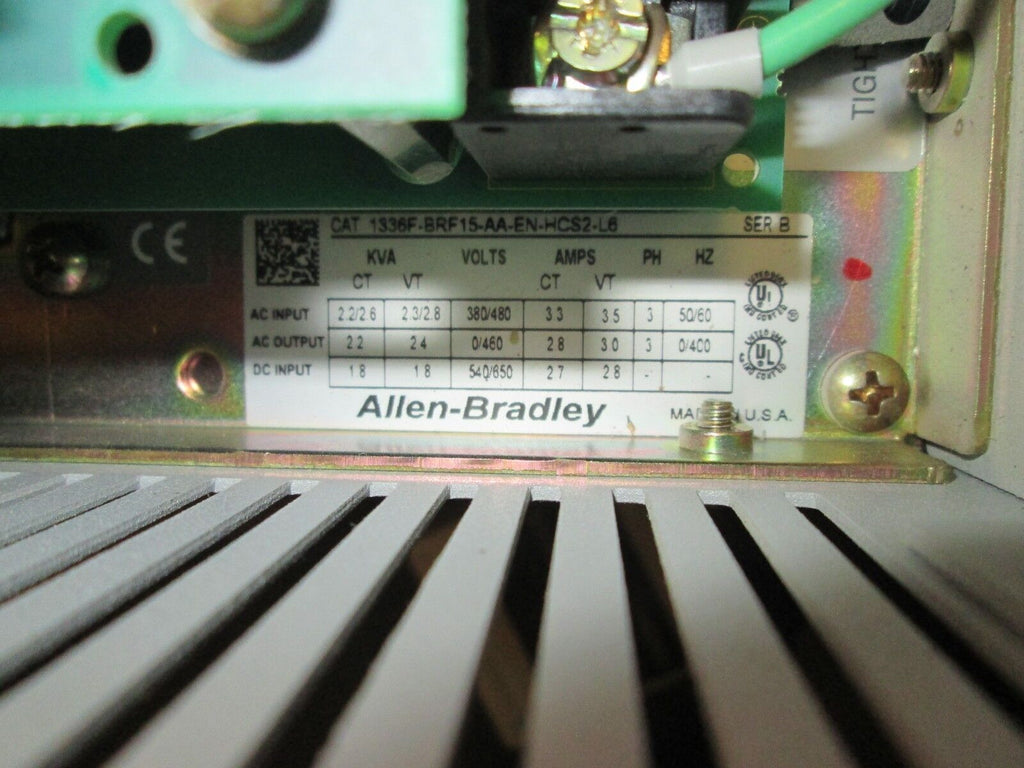 TIGH
CE
CAT 1336F-BRF15-AA-EN-HCS2-L6 SER B
KVA VOLTS AMPS PH HZ
CT VT CT VT
AC INPUT 2.2/2.6 2.3/2.8 380/480 3.3 3.5 3 50/60
AC OUTPUT 2.2 2.4 0/460 2.8 3.0 3 0/400
DC INPUT 1.8 1.8 540/650 2.7 2.8 - -
Allen-Bradley
U.S.A.
UL